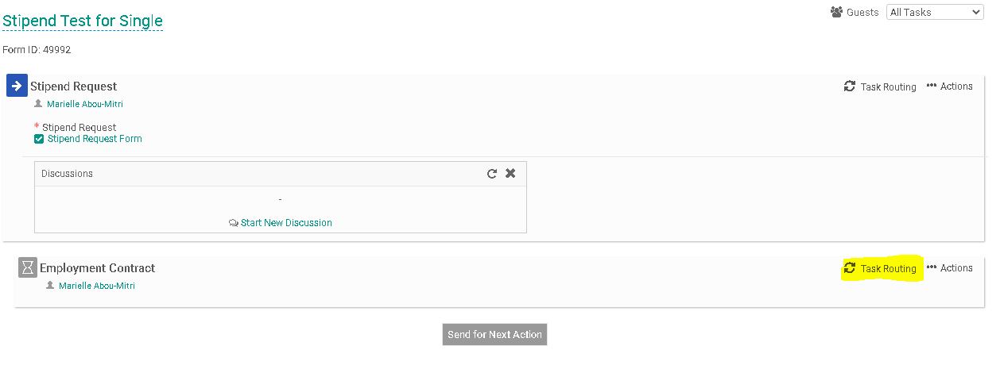 Stipend Test for Single
Guests All Tasks
Form ID: 49992
Stipend Request
Task Routing ••• Actions
Marielle Abou-Mitri
* Stipend Request
Stipend Request Form
Discussions
-
Start New Discussion
Employment Contract
Task Routing ••• Actions
Marielle Abou-Mitri
Send for Next Action